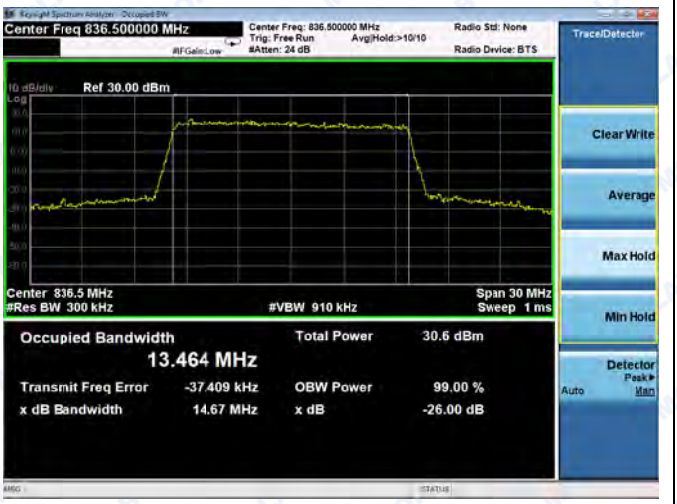 Keysight Spectrum Analyzer - Occupied BW
Center Freq 836.500000 MHz
Center Freq: 836.500000 MHz
Radio Std: None
Trig: Free Run
Avg|Hold:>10/10
#IFGain:Low
#Atten: 24 dB
Radio Device: BTS
Trace/Detector
10 dB/div
Ref 30.00 dBm
Log
Clear Write
Average
Max Hold
Min Hold
Detector
Peak▶
Auto
Man
Center 836.5 MHz
Span 30 MHz
#Res BW 300 kHz
#VBW 910 kHz
Sweep 1 ms
Occupied Bandwidth
Total Power
30.6 dBm
13.464 MHz
Transmit Freq Error
-37.409 kHz
OBW Power
99.00 %
x dB Bandwidth
14.67 MHz
x dB
-26.00 dB
MSG
STATUS